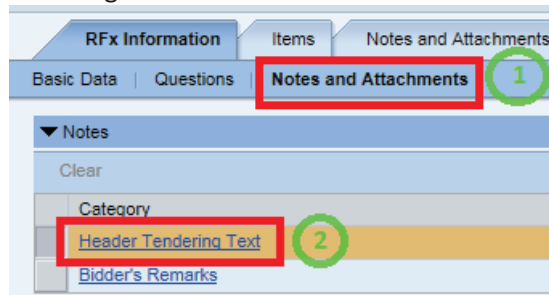 RFx Information Items Notes and Attachments
Basic Data | Questions | Notes and Attachments 1
Notes
Clear
Category
Header Tendering Text 2
Bidder's Remarks